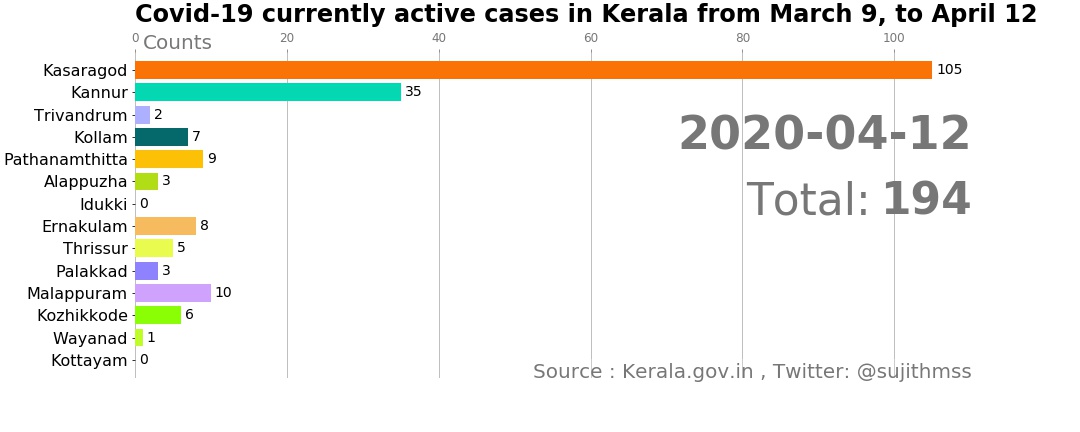 Covid-19 currently active cases in Kerala from March 9, to April 12
0 20 40 60 80 100
Counts
Kasaragod 105
Kannur 35
Trivandrum 2
Kollam 7
Pathanamthitta 9
Alappuzha 3
Idukki 0
Ernakulam 8
Thrissur 5
Palakkad 3
Malappuram 10
Kozhikkode 6
Wayanad 1
Kottayam 0
2020-04-12
Total: 194
Source : Kerala.gov.in , Twitter: @sujithmss